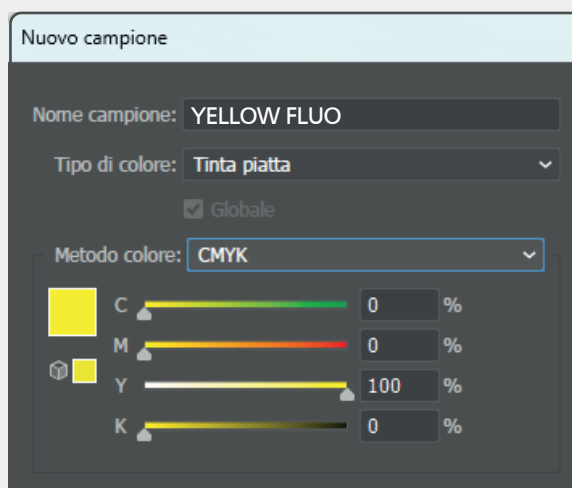 Nuovo campione
Nome campione: YELLOW FLUO
Tipo di colore: Tinta piatta
Globale
Metodo colore: CMYK
C 0 %
M 0 %
Y 100 %
K 0 %